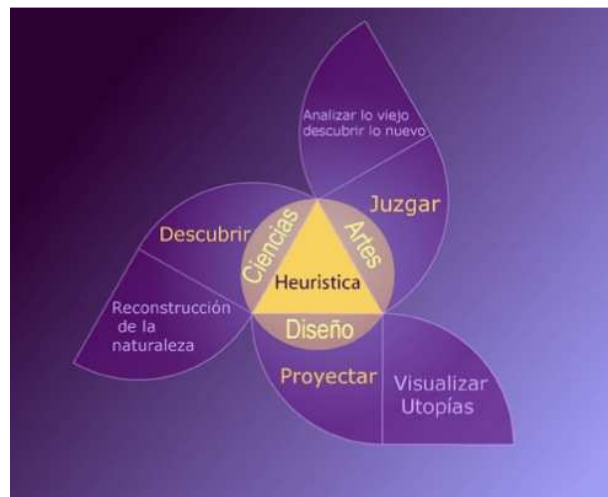 Analizar lo viejo
descubrir lo nuevo
Juzgar
Descubrir
Ciencias
Artes
Heuristica
Reconstrucción
de la
naturaleza
Diseño
Proyectar
Visualizar
Utopías